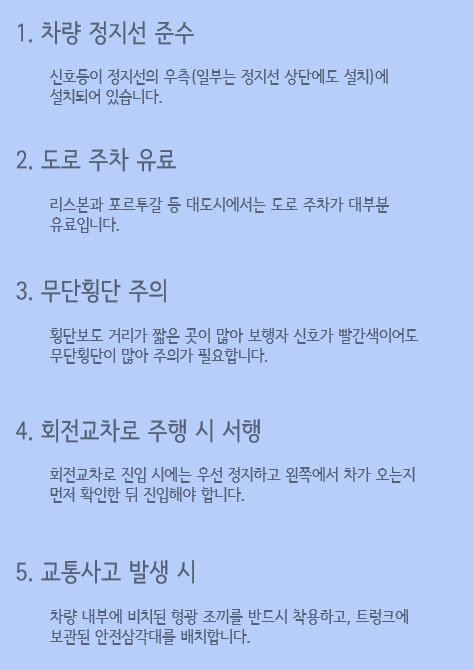 1. 차량 정지선 준수
신호등이 정지선의 우측(일부는 정지선 상단에도 설치)에
설치되어 있습니다.
2. 도로 주차 유료
리스본과 포르투갈 등 대도시에서는 도로 주차가 대부분
유료입니다.
3. 무단횡단 주의
횡단보도 거리가 짧은 곳이 많아 보행자 신호가 빨간색이어도
무단횡단이 많아 주의가 필요합니다.
4. 회전교차로 주행 시 서행
회전교차로 진입 시에는 우선 정지하고 왼쪽에서 차가 오는지
먼저 확인한 뒤 진입해야 합니다.
5. 교통사고 발생 시
차량 내부에 비치된 형광 조끼를 반드시 착용하고, 트렁크에
보관된 안전삼각대를 배치합니다.